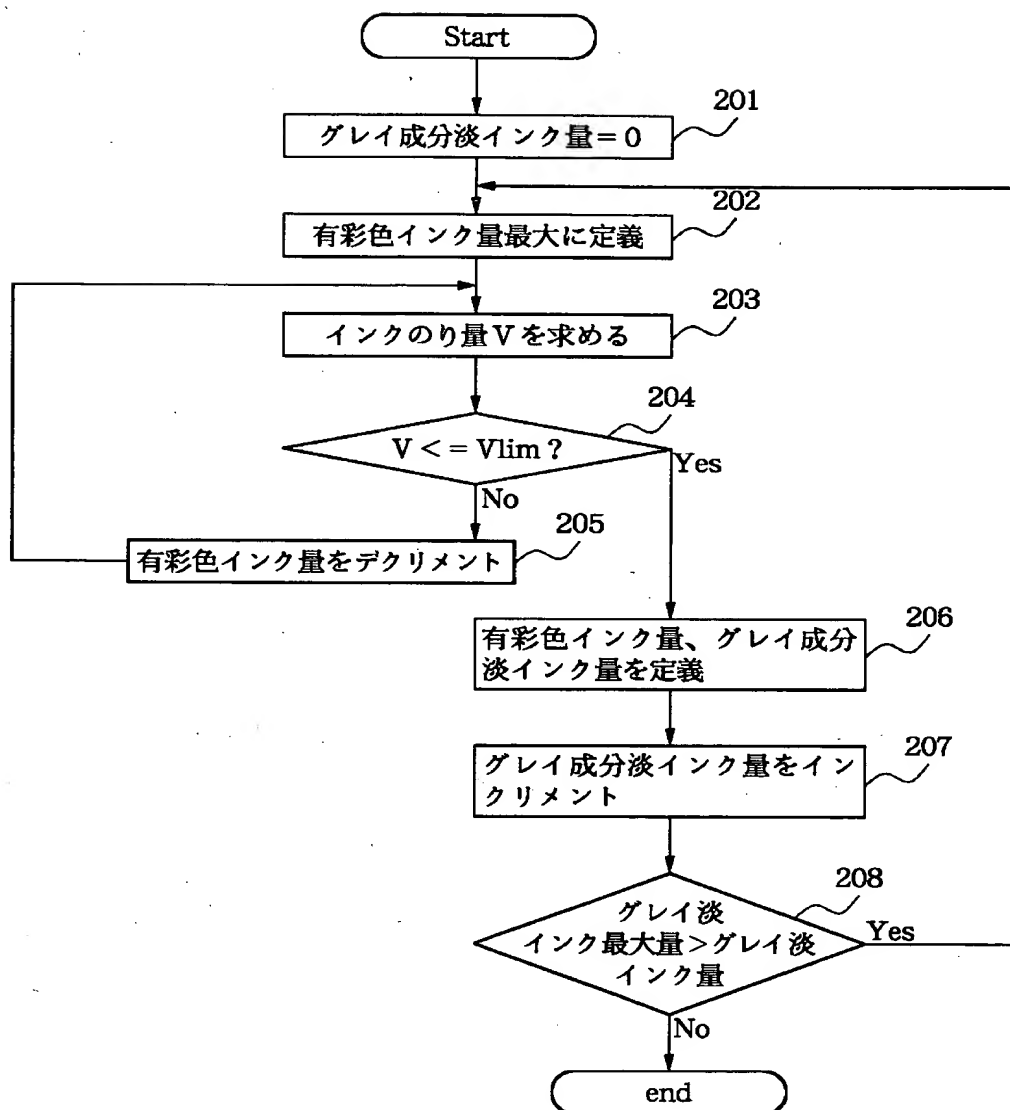 Start
201
グレイ成分淡インク量＝0
202
有彩色インク量最大に定義
203
インクのり量Vを求める
204
V＜＝Vlim？
Yes
No
205
有彩色インク量をデクリメント
206
有彩色インク量、グレイ成分
淡インク量を定義
207
グレイ成分淡インク量をイン
クリメント
208
グレイ淡
インク最大量＞グレイ淡
インク量
Yes
No
end